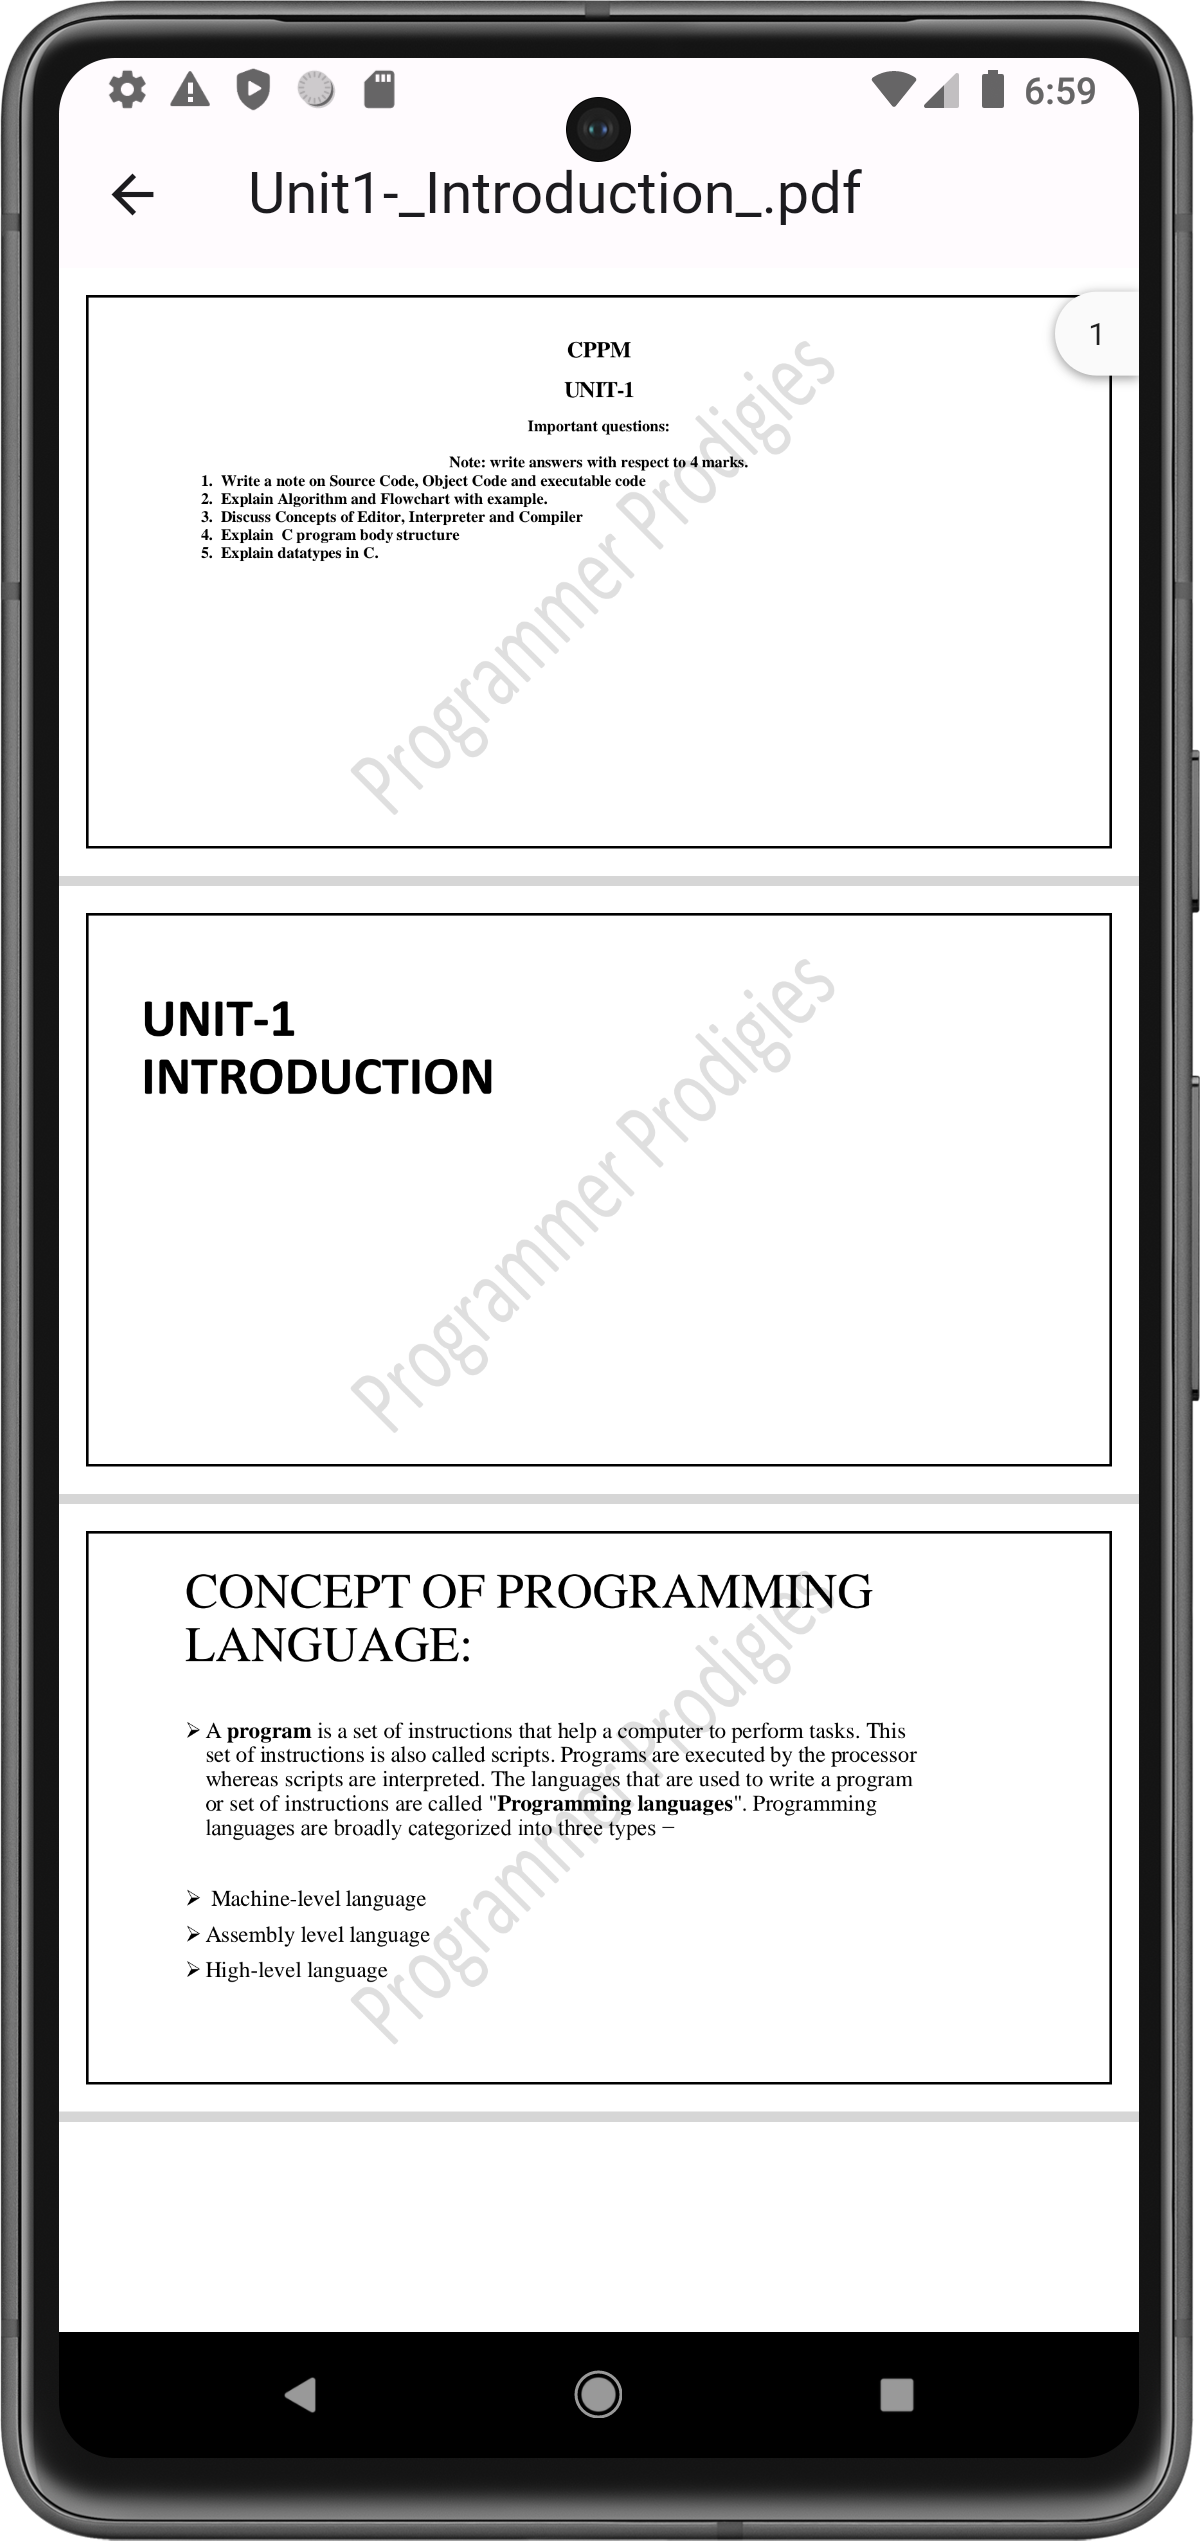 6:59
Unit1-_Introduction_.pdf
1
CPPM
UNIT-1
Important questions:
Note: write answers with respect to 4 marks.
1. Write a note on Source Code, Object Code and executable code
2. Explain Algorithm and Flowchart with example.
3. Discuss Concepts of Editor, Interpreter and Compiler
4. Explain C program body structure
5. Explain datatypes in C.
Programmer Prodigies
UNIT-1
INTRODUCTION
Programmer Prodigies
CONCEPT OF PROGRAMMING
LANGUAGE:
➢ A program is a set of instructions that help a computer to perform tasks. This
set of instructions is also called scripts. Programs are executed by the processor
whereas scripts are interpreted. The languages that are used to write a program
or set of instructions are called "Programming languages". Programming
languages are broadly categorized into three types −
➢ Machine-level language
➢ Assembly level language
➢ High-level language
Programmer Prodigies